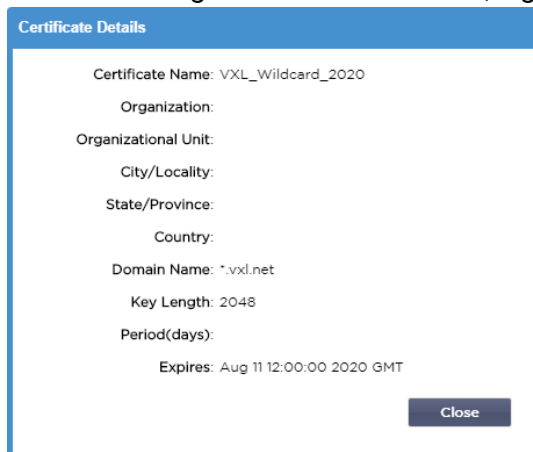 Certificate Details
Certificate Name: VXL_Wildcard_2020
Organization:
Organizational Unit:
City/Locality:
State/Province:
Country:
Domain Name: *.vxl.net
Key Length: 2048
Period(days):
Expires: Aug 11 12:00:00 2020 GMT
Close